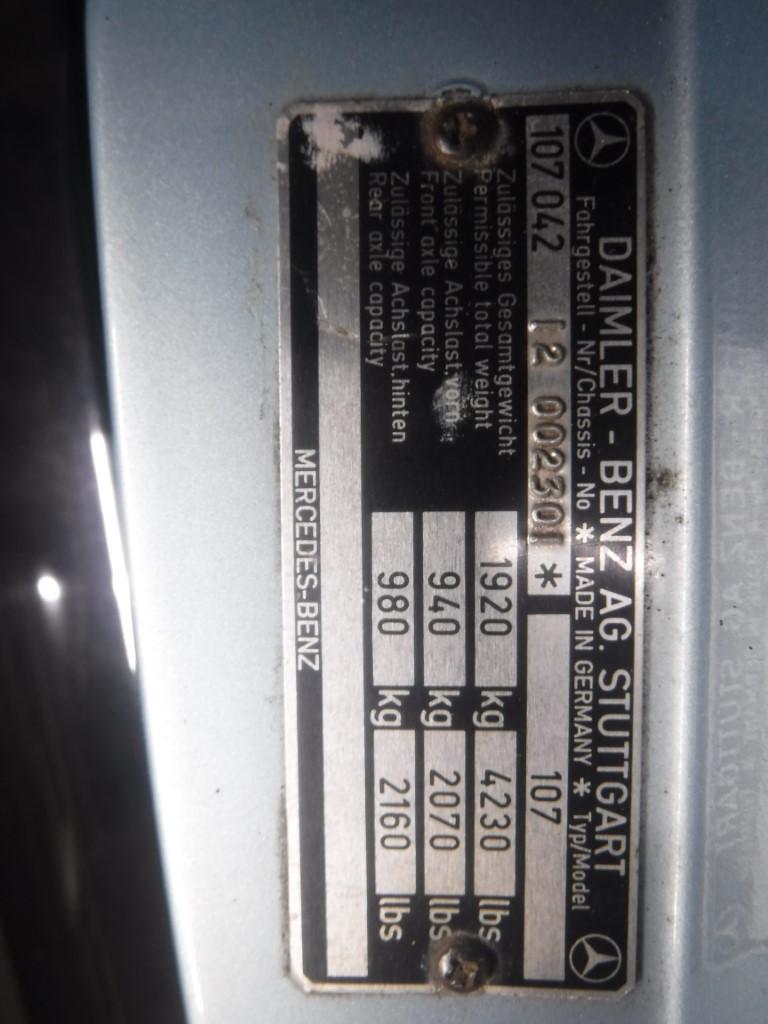 DAIMLER - BENZ AG. STUTTGART
Fahrgestell - Nr/Chassis - No * MADE IN GERMANY * Typ/Model
107 042 12 002301 * 107
Zulässiges Gesamtgewicht
Permissible total weight 1920 kg 4230 lbs
Zulässige Achslast.vorn
Front axle capacity 940 kg 2070 lbs
Zulässige Achslast.hinten
Rear axle capacity 980 kg 2160 lbs
MERCEDES-BENZ